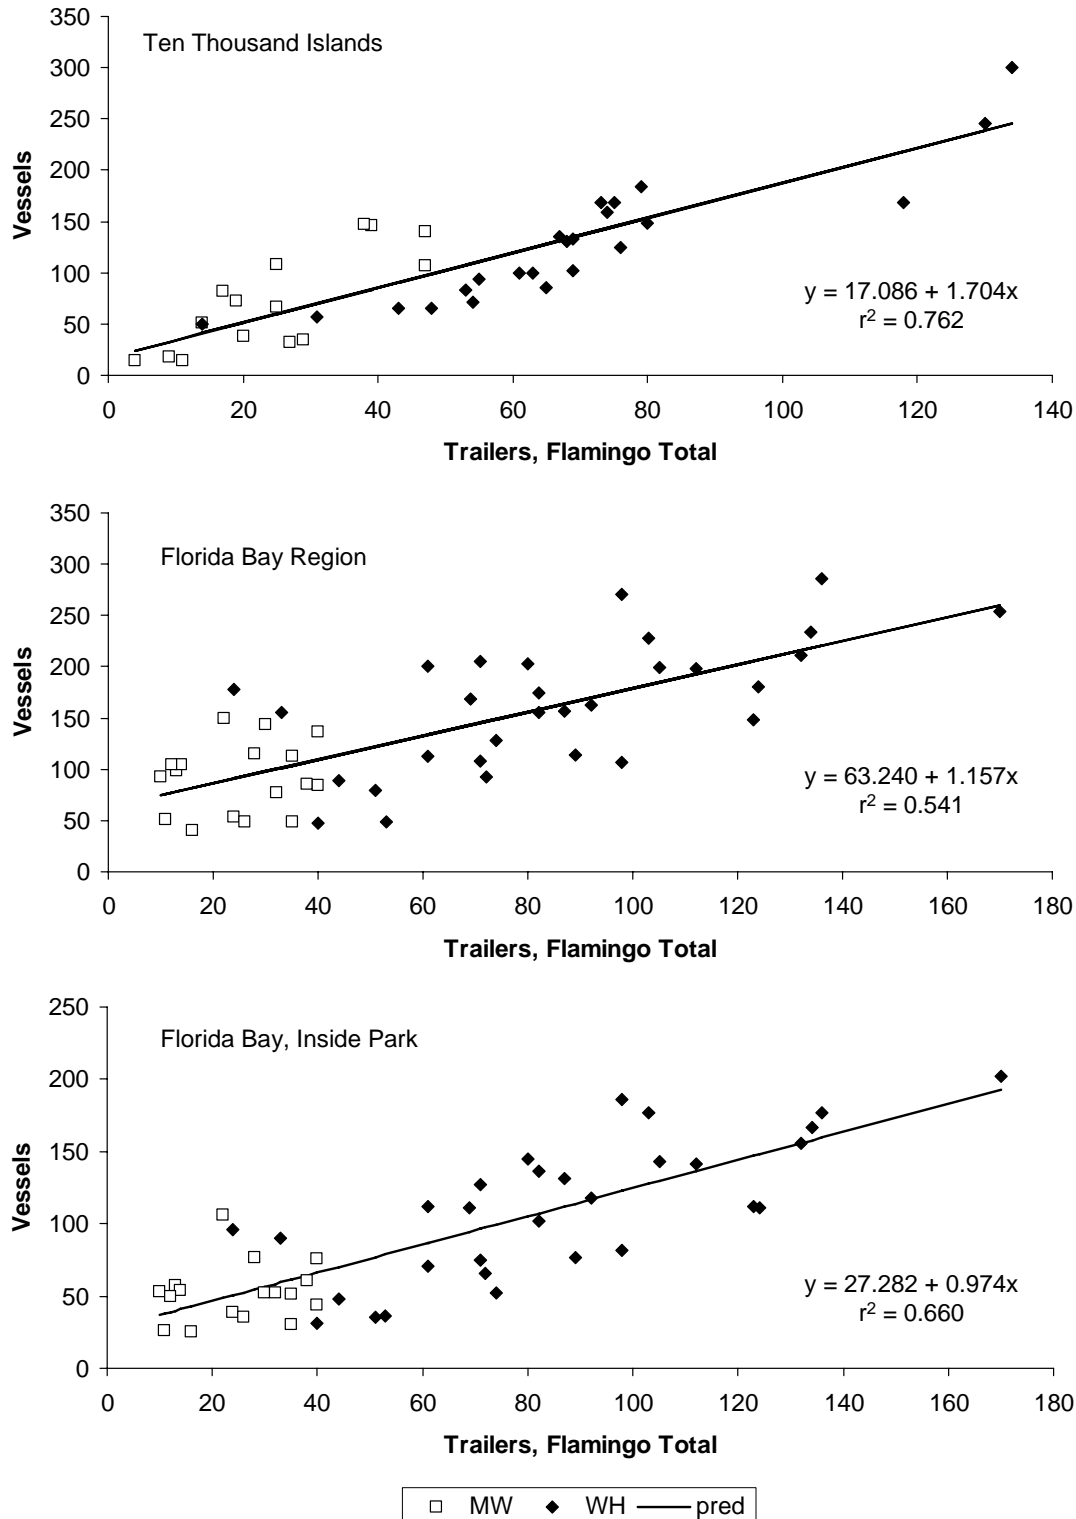 350
300
250
200
150
100
50
0
Vessels
Ten Thousand Islands
y = 17.086 + 1.704x
r² = 0.762
0 20 40 60 80 100 120 140
Trailers, Flamingo Total
350
300
250
200
150
100
50
0
Vessels
Florida Bay Region
y = 63.240 + 1.157x
r² = 0.541
0 20 40 60 80 100 120 140 160 180
Trailers, Flamingo Total
250
200
150
100
50
0
Vessels
Florida Bay, Inside Park
y = 27.282 + 0.974x
r² = 0.660
0 20 40 60 80 100 120 140 160 180
Trailers, Flamingo Total
MW WH pred